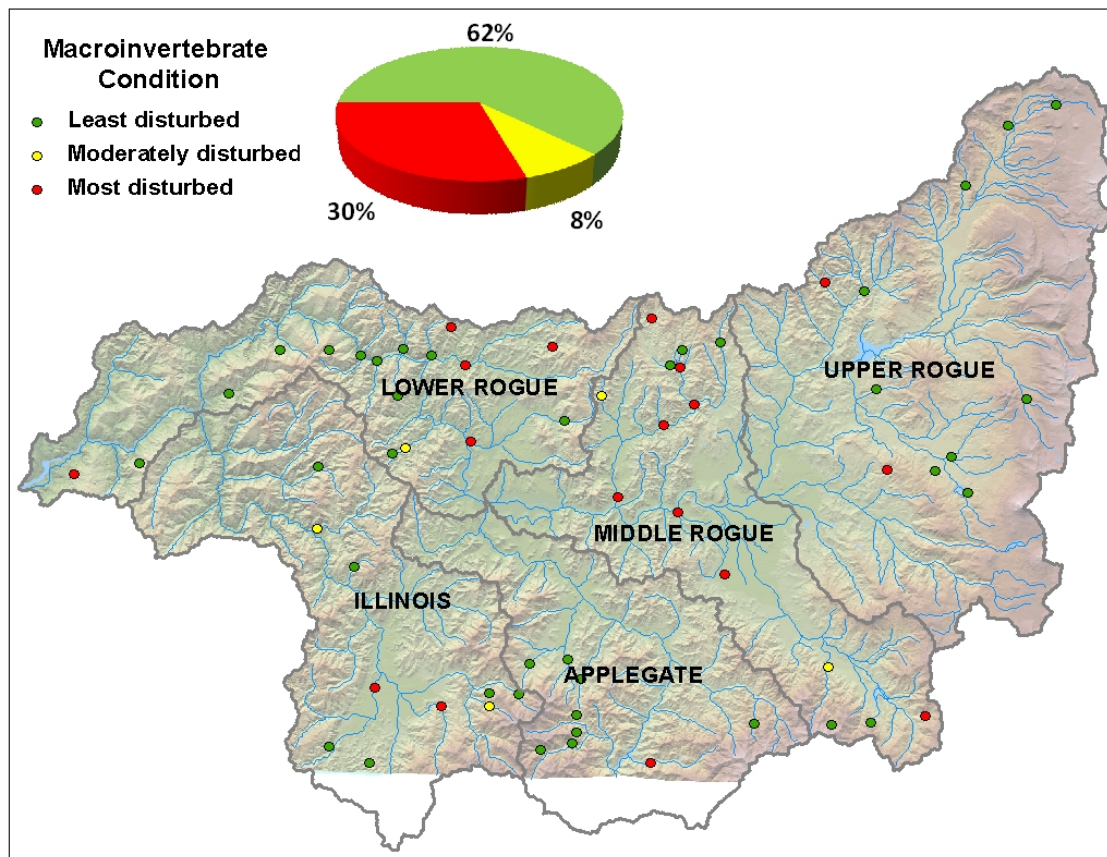 Macroinvertebrate
Condition
Least disturbed
Moderately disturbed
Most disturbed
62%
30%
8%
LOWER ROGUE
UPPER ROGUE
MIDDLE ROGUE
ILLINOIS
APPLEGATE